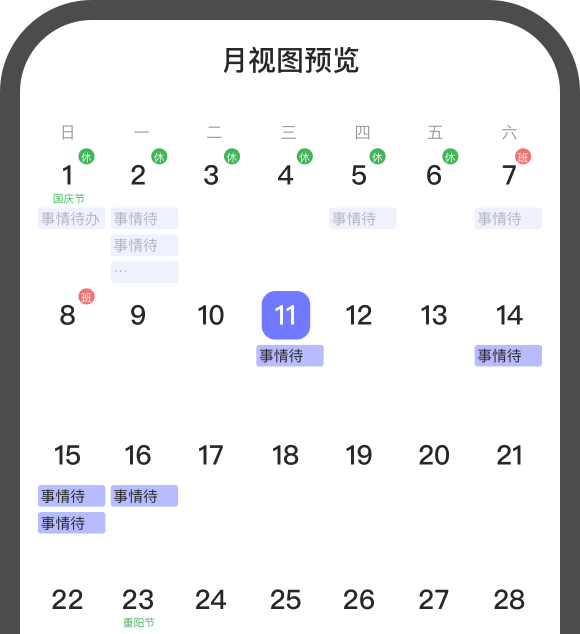 月视图预览
日 一 二 三 四 五 六
休 休 休 休 休 休 班
1 2 3 4 5 6 7
国庆节
事情待办 事情待 事情待 事情待
事情待
...
班
8 9 10 11 12 13 14
事情待 事情待
15 16 17 18 19 20 21
事情待 事情待
事情待
22 23 24 25 26 27 28
重阳节